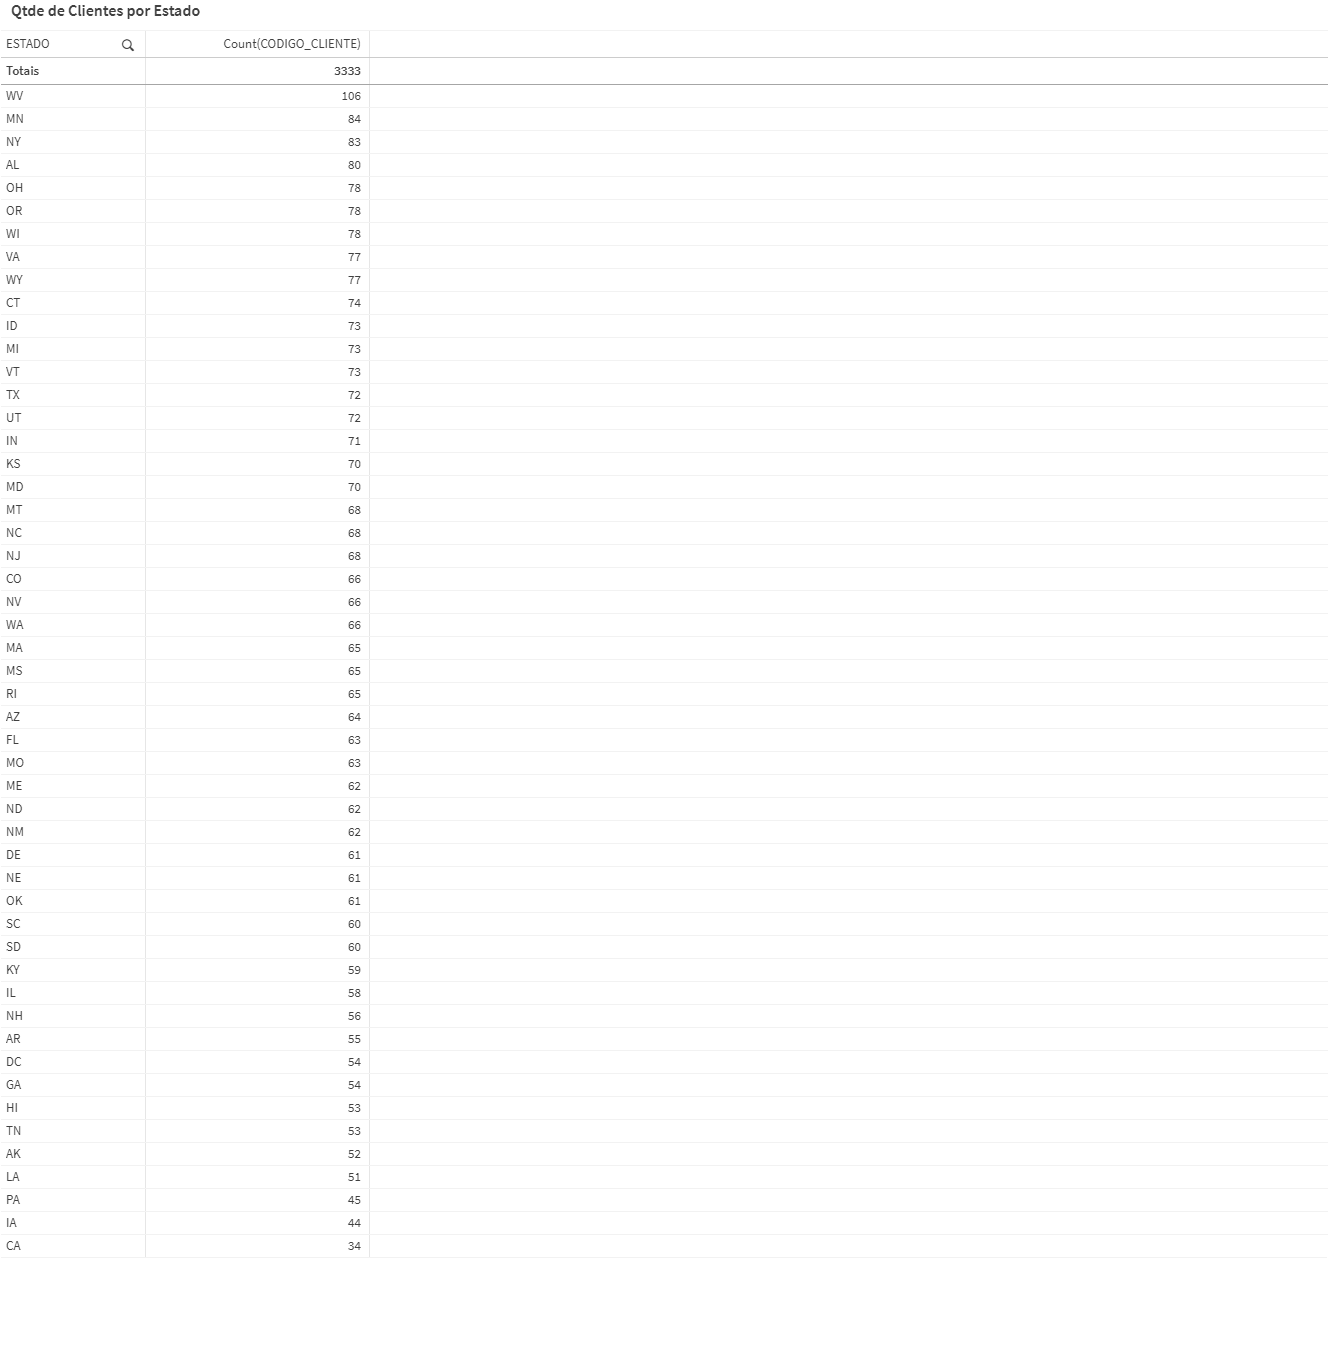 Qtde de Clientes por Estado
ESTADO Count(CODIGO_CLIENTE)
Totais 3333
WV 106
MN 84
NY 83
AL 80
OH 78
OR 78
WI 78
VA 77
WY 77
CT 74
ID 73
MI 73
VT 73
TX 72
UT 72
IN 71
KS 70
MD 70
MT 68
NC 68
NJ 68
CO 66
NV 66
WA 66
MA 65
MS 65
RI 65
AZ 64
FL 63
MO 63
ME 62
ND 62
NM 62
DE 61
NE 61
OK 61
SC 60
SD 60
KY 59
IL 58
NH 56
AR 55
DC 54
GA 54
HI 53
TN 53
AK 52
LA 51
PA 45
IA 44
CA 34